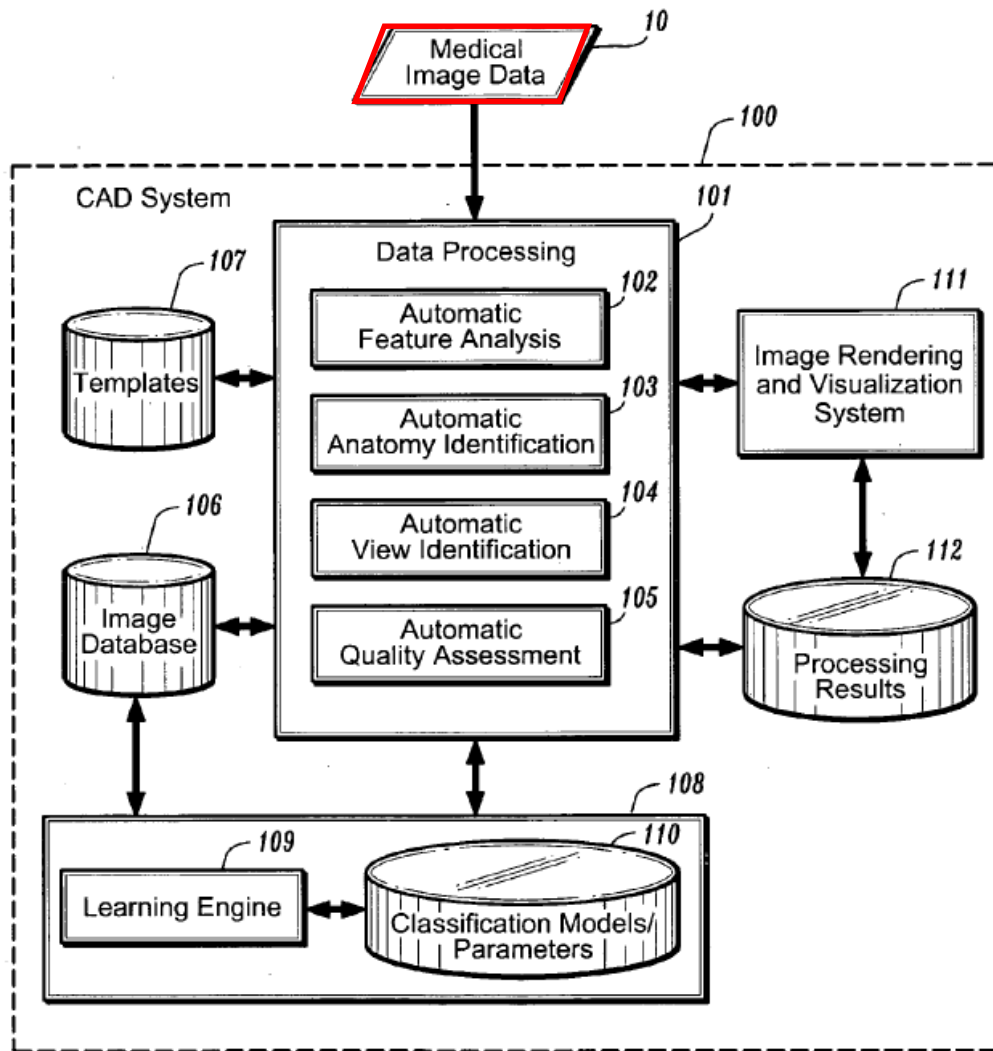 10
Medical
Image Data
100
CAD System
101
Data Processing
107
Templates
102
Automatic
Feature Analysis
111
Image Rendering
and Visualization
System
103
Automatic
Anatomy Identification
106
Image
Database
104
Automatic
View Identification
112
Processing
Results
105
Automatic
Quality Assessment
108
109
Learning Engine
110
Classification Models/
Parameters